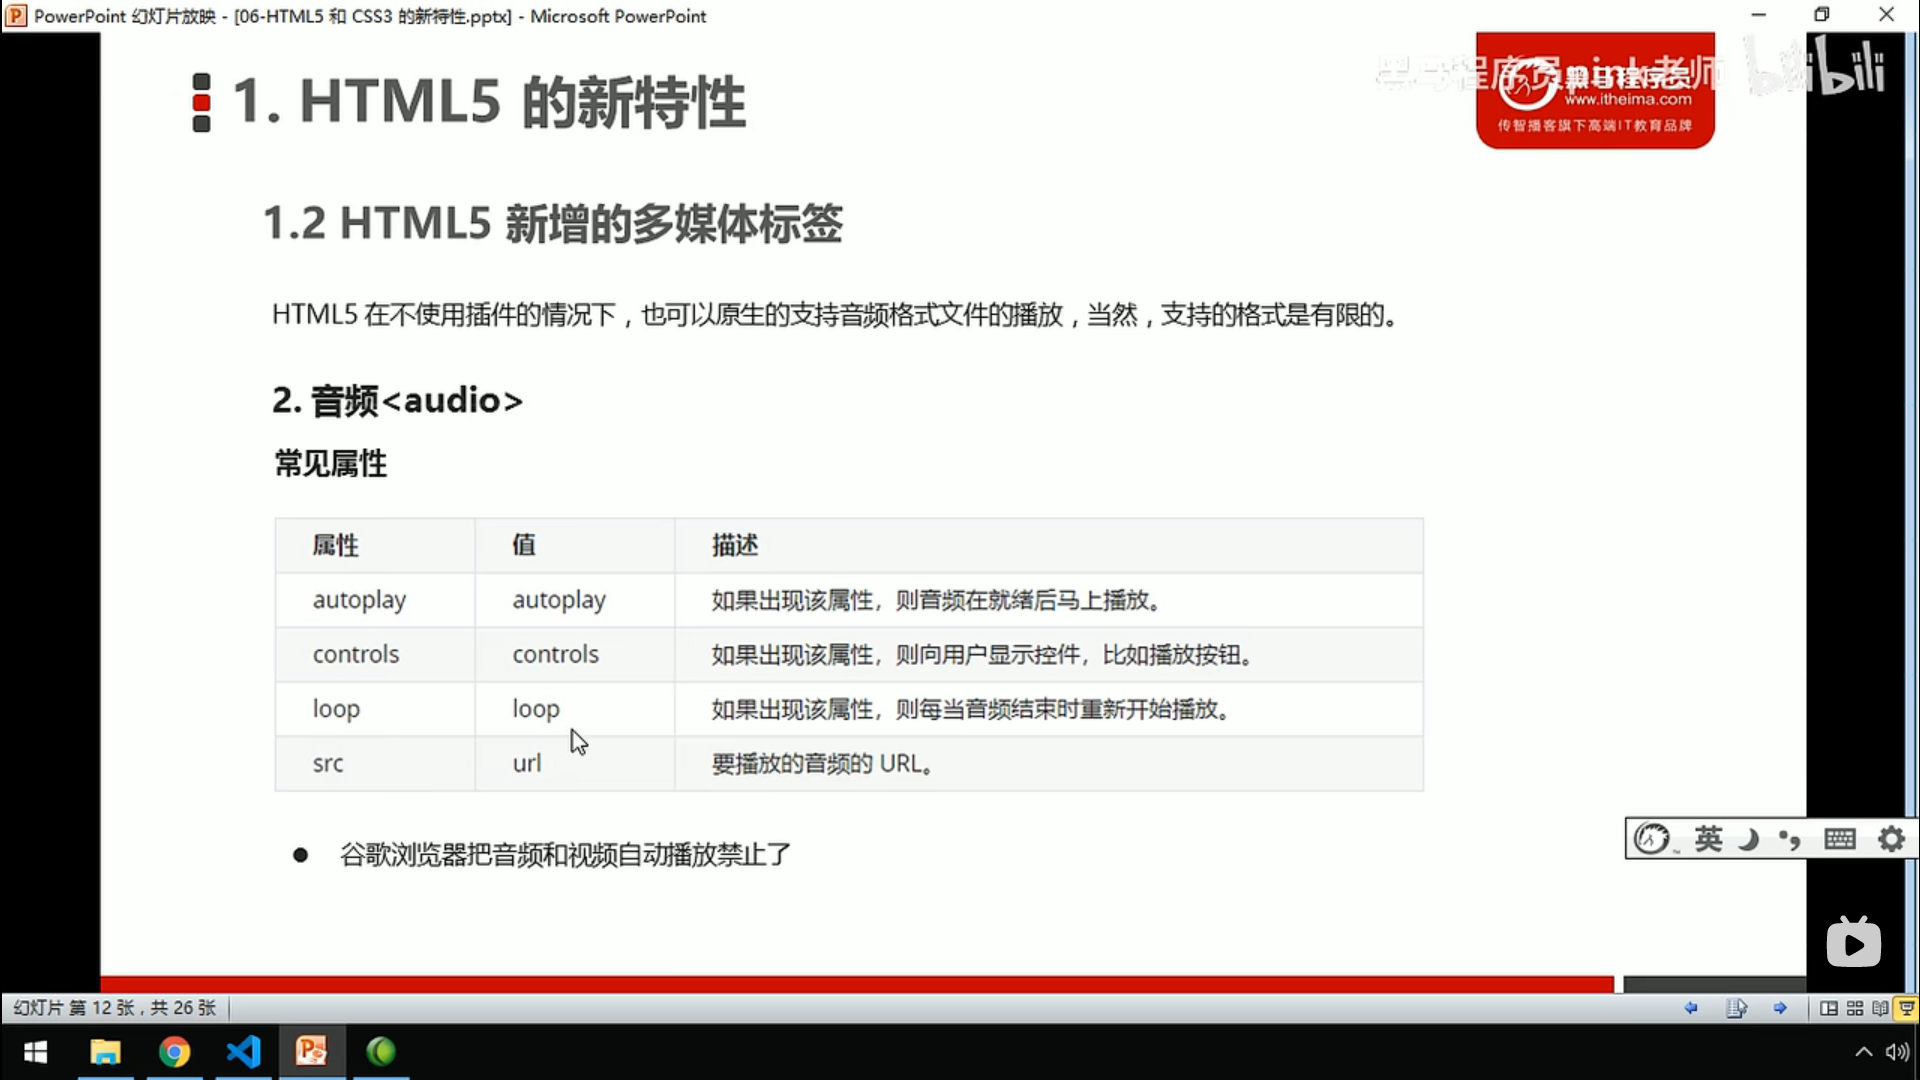 PowerPoint 幻灯片放映 - [06-HTML5 和 CSS3 的新特性.pptx] - Microsoft PowerPoint
黑马程序员pink老师 bilibili
1. HTML5 的新特性
www.itheima.com
传智播客旗下高端IT教育品牌
1.2 HTML5 新增的多媒体标签
HTML5 在不使用插件的情况下，也可以原生的支持音频格式文件的播放，当然，支持的格式是有限的。
2. 音频<audio>
常见属性
属性 值 描述
autoplay autoplay 如果出现该属性，则音频在就绪后马上播放。
controls controls 如果出现该属性，则向用户显示控件，比如播放按钮。
loop loop 如果出现该属性，则每当音频结束时重新开始播放。
src url 要播放的音频的 URL。
● 谷歌浏览器把音频和视频自动播放禁止了
英
幻灯片 第 12 张，共 26 张